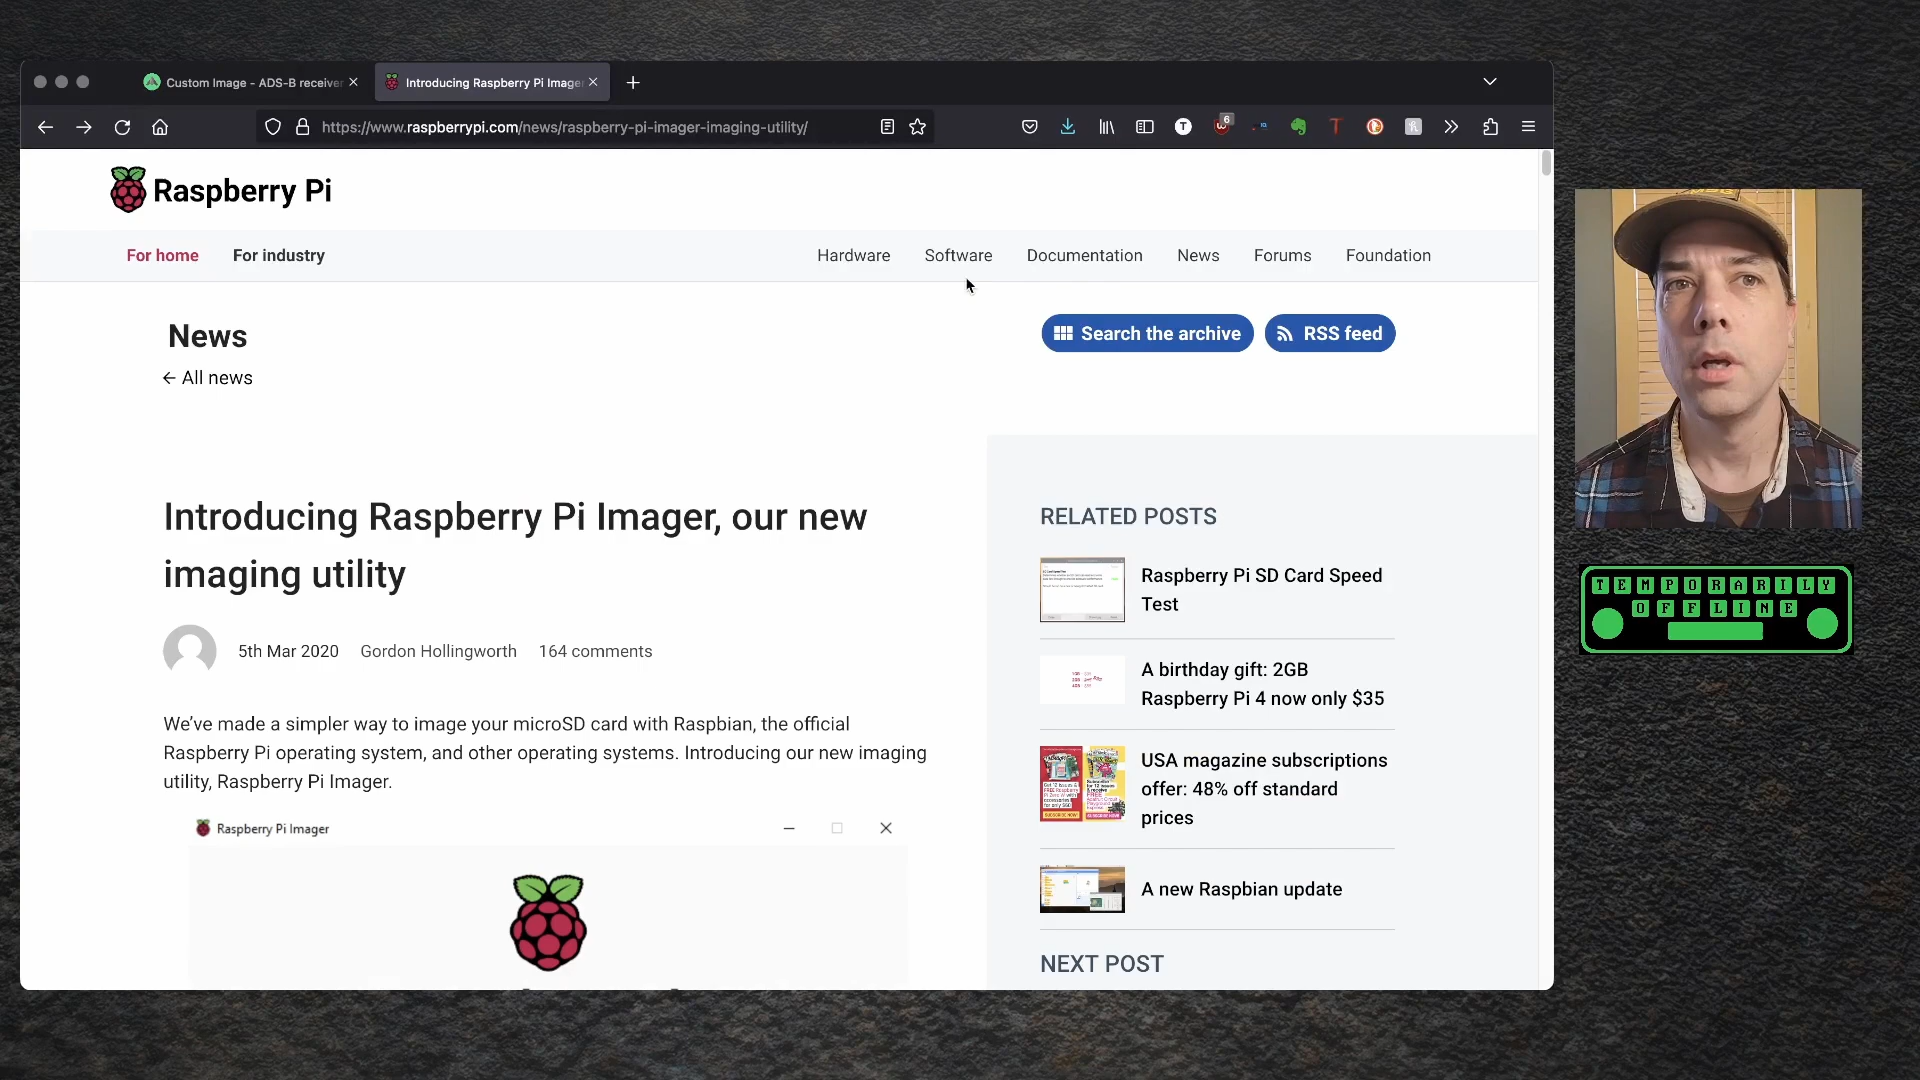 Custom Image - ADS-B receiver
Introducing Raspberry Pi Imager
https://www.raspberrypi.com/news/raspberry-pi-imager-imaging-utility/
6
Raspberry Pi
For home
For industry
Hardware
Software
Documentation
News
Forums
Foundation
News
Search the archive
RSS feed
← All news
Introducing Raspberry Pi Imager, our new
imaging utility
5th Mar 2020
Gordon Hollingworth
164 comments
We’ve made a simpler way to image your microSD card with Raspbian, the official
Raspberry Pi operating system, and other operating systems. Introducing our new imaging
utility, Raspberry Pi Imager.
Raspberry Pi Imager
RELATED POSTS
Raspberry Pi SD Card Speed
Test
A birthday gift: 2GB
Raspberry Pi 4 now only $35
USA magazine subscriptions
offer: 48% off standard
prices
A new Raspbian update
NEXT POST
TEMPORARILY
OFFLINE